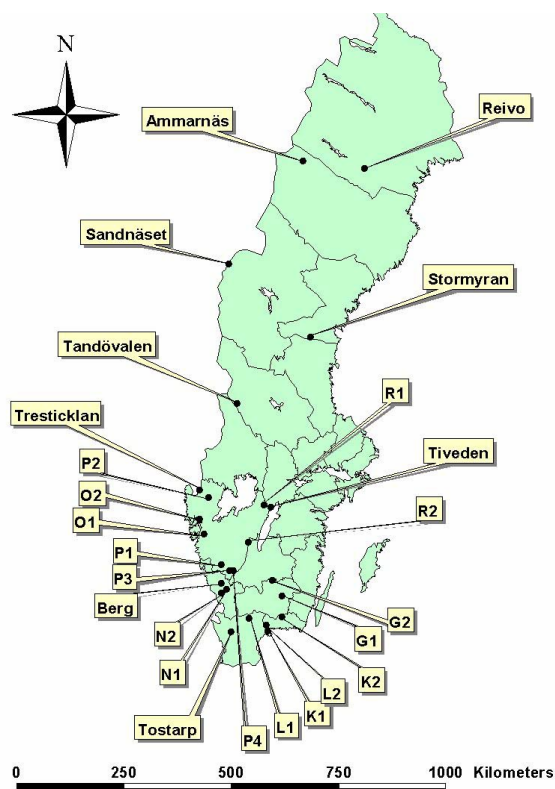 N
Ammarnäs
Reivo
Sandnäset
Stormyran
Tandövalen
R1
Tresticklan
P2
Tiveden
O2
R2
O1
P1
P3
Berg
G2
N2
G1
N1
K2
L2
Tostarp
K1
L1
P4
0 250 500 750 1000 Kilometers